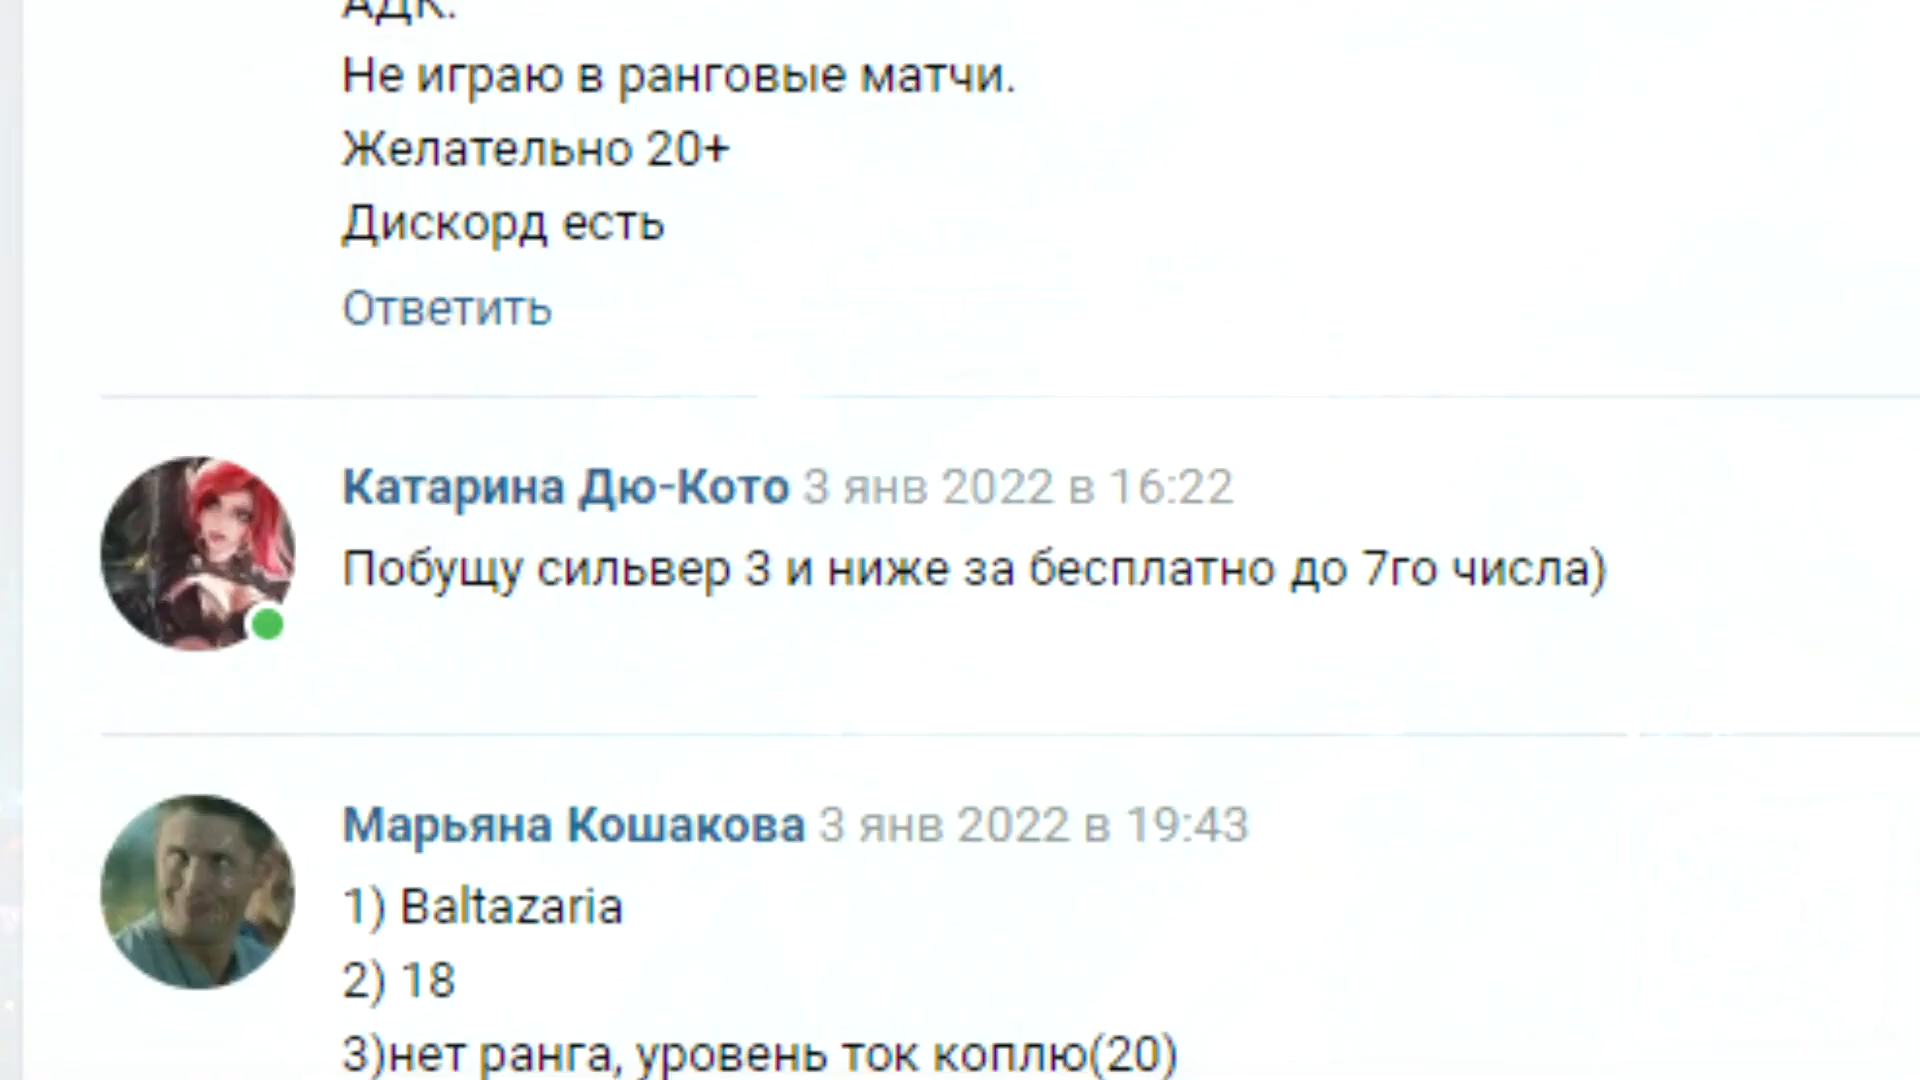 АДК.
Не играю в ранговые матчи.
Желательно 20+
Дискорд есть
Ответить
Катарина Дю-Кото 3 янв 2022 в 16:22
Побущу сильвер 3 и ниже за бесплатно до 7го числа)
Марьяна Кошакова 3 янв 2022 в 19:43
1) Baltazaria
2) 18
3)нет ранга, уровень ток коплю(20)